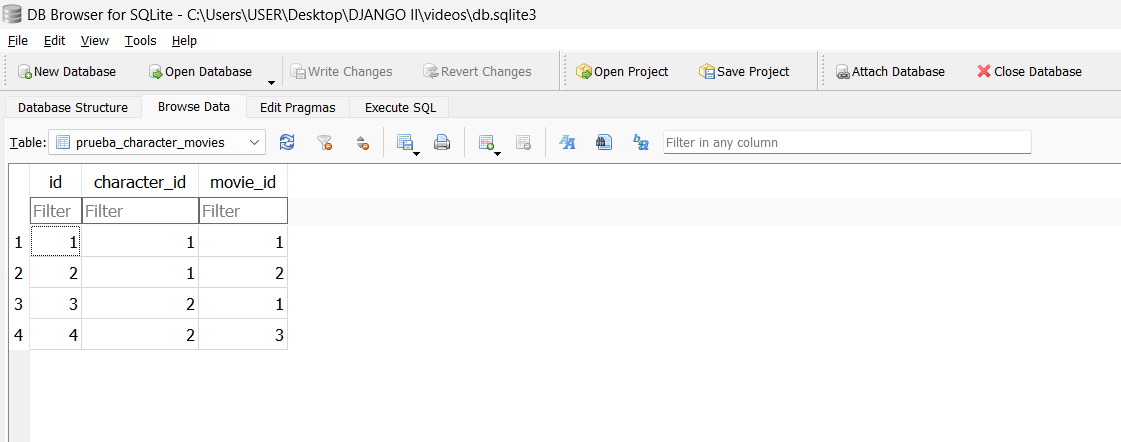 DB Browser for SQLite - C:\Users\USER\Desktop\DJANGO II\videos\db.sqlite3
File Edit View Tools Help
New Database Open Database Write Changes Revert Changes Open Project Save Project Attach Database Close Database
Database Structure Browse Data Edit Pragmas Execute SQL
Table: prueba_character_movies Filter in any column
id character_id movie_id
Filter Filter Filter
1 1 1 1
2 2 1 2
3 3 2 1
4 4 2 3